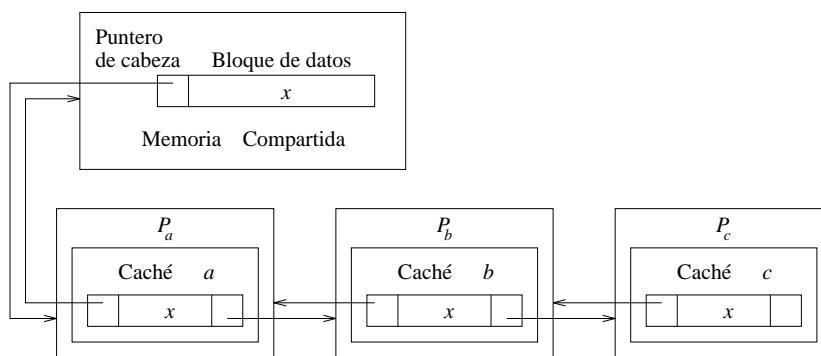 Puntero
de cabeza
Bloque de datos
x
Memoria Compartida
P_a
P_b
P_c
Caché a
Caché b
Caché c
x
x
x